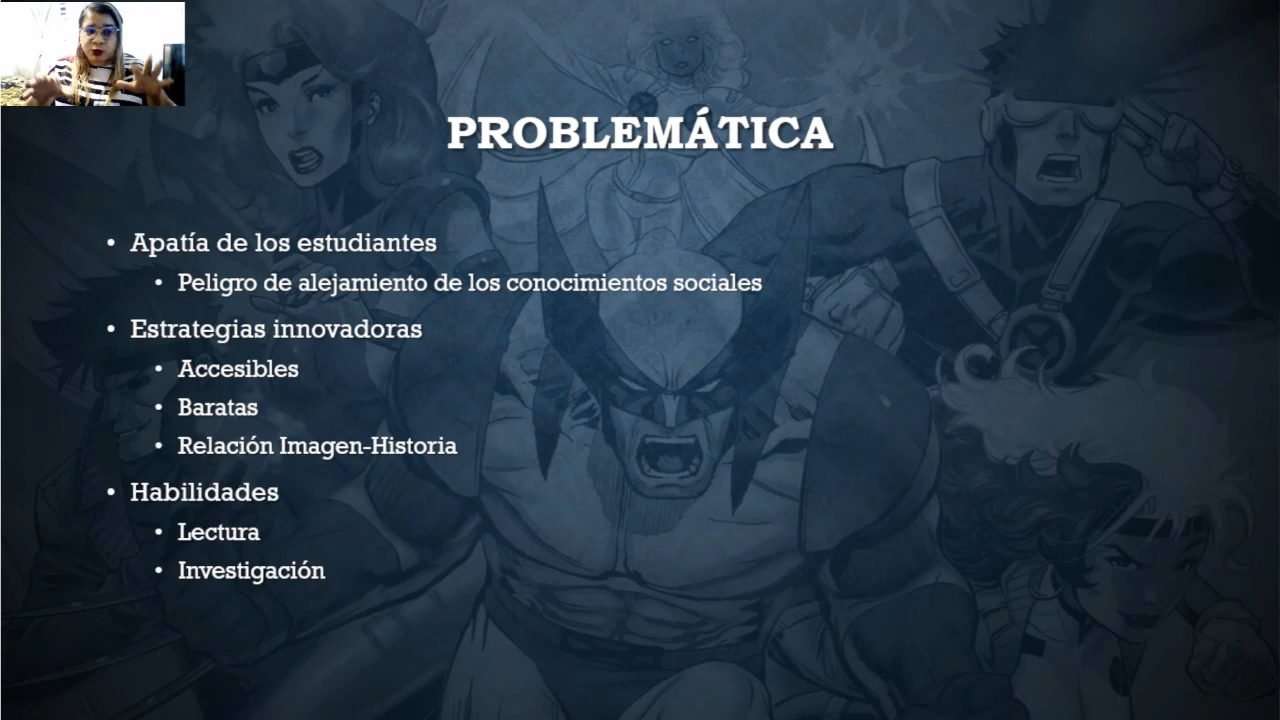 PROBLEMÁTICA
• Apatía de los estudiantes
• Peligro de alejamiento de los conocimientos sociales
• Estrategias innovadoras
• Accesibles
• Baratas
• Relación Imagen-Historia
• Habilidades
• Lectura
• Investigación